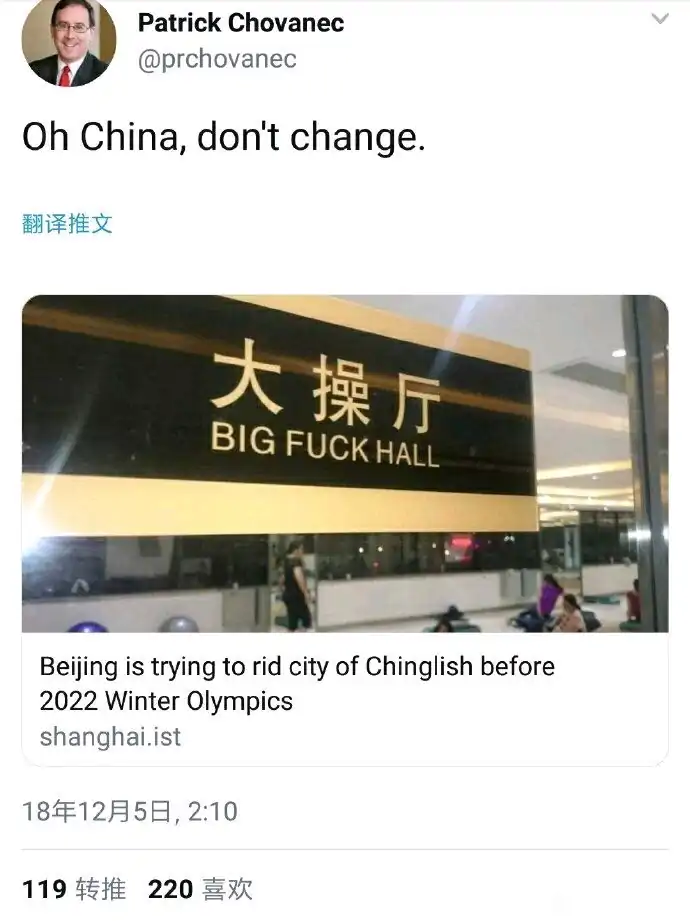 Patrick Chovanec
@prchovanec
Oh China, don't change.
翻译推文
大操厅
BIG FUCK HALL
Beijing is trying to rid city of Chinglish before
2022 Winter Olympics
shanghai.ist
18年12月5日, 2:10
119 转推 220 喜欢